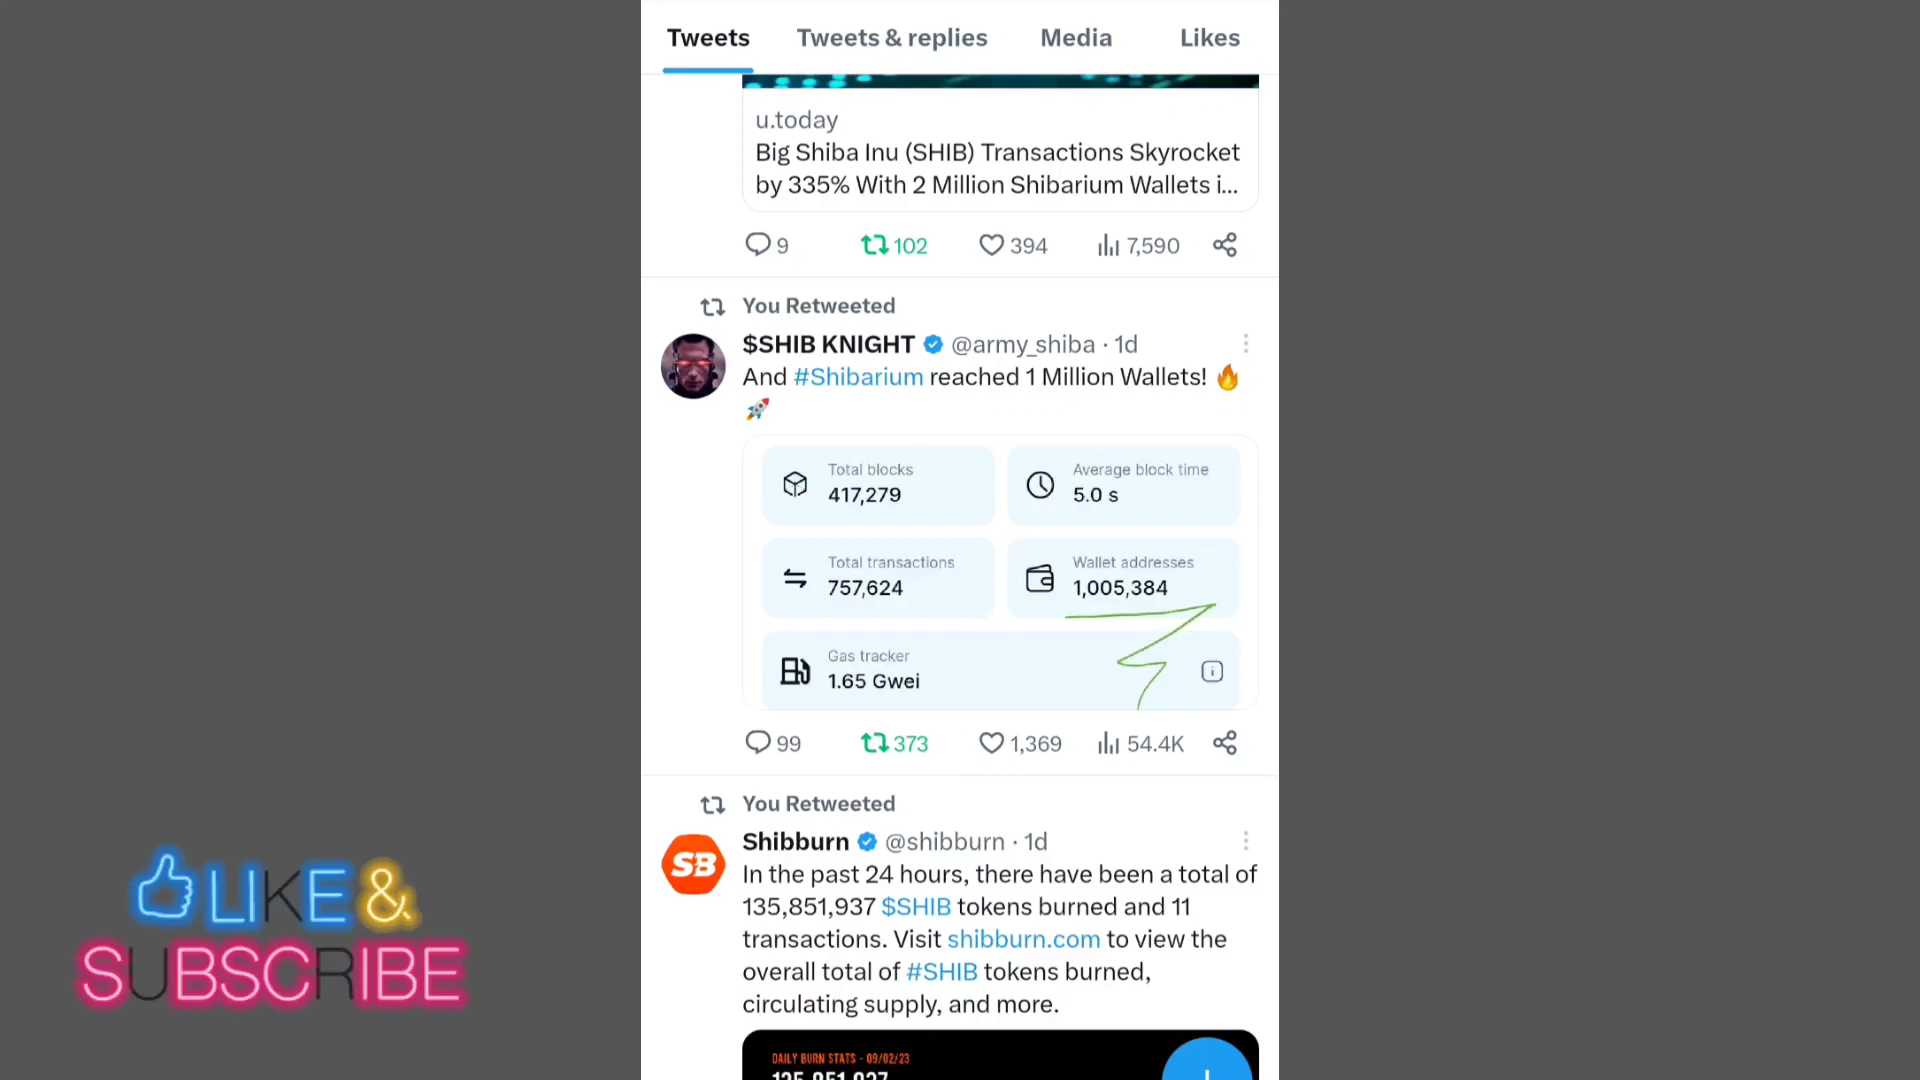 Tweets Tweets & replies Media Likes
u.today
Big Shiba Inu (SHIB) Transactions Skyrocket
by 335% With 2 Million Shibarium Wallets i...
9 102 394 7,590
You Retweeted
$SHIB KNIGHT @army_shiba · 1d
And #Shibarium reached 1 Million Wallets! 🔥
🚀
Total blocks
417,279
Average block time
5.0 s
Total transactions
757,624
Wallet addresses
1,005,384
Gas tracker
1.65 Gwei
99 373 1,369 54.4K
You Retweeted
SB
Shibburn @shibburn · 1d
In the past 24 hours, there have been a total of
135,851,937 $SHIB tokens burned and 11
transactions. Visit shibburn.com to view the
overall total of #SHIB tokens burned,
circulating supply, and more.
DAILY BURN STATS - 09/02/23
135,851,937
LIKE &
SUBSCRIBE